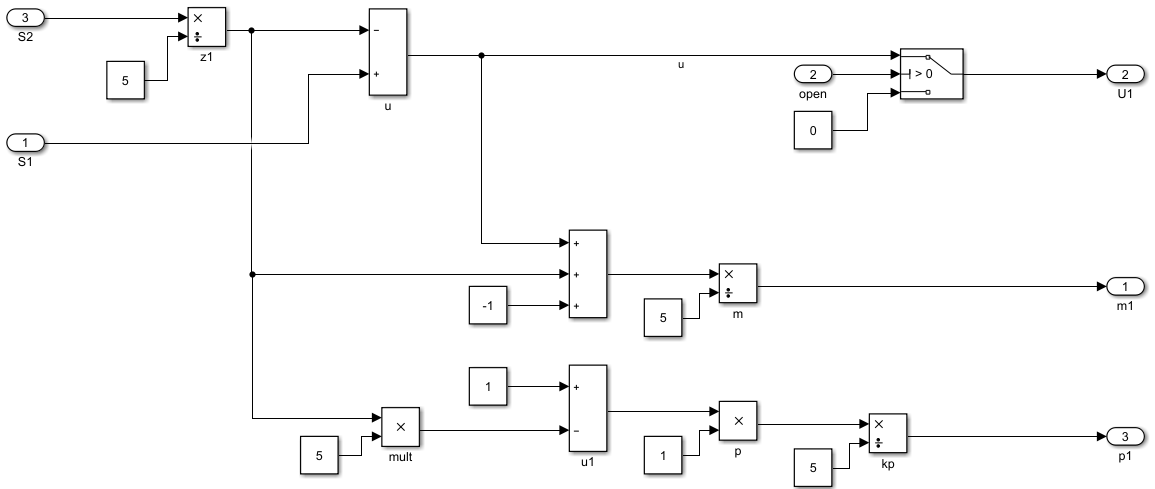 3
S2
×
÷
z1
5
−
+
u
u
2
open
> 0
0
2
U1
1
S1
+
+
+
-1
×
÷
m
5
1
m1
1
+
−
u1
×
mult
5
×
p
1
×
÷
kp
5
3
p1